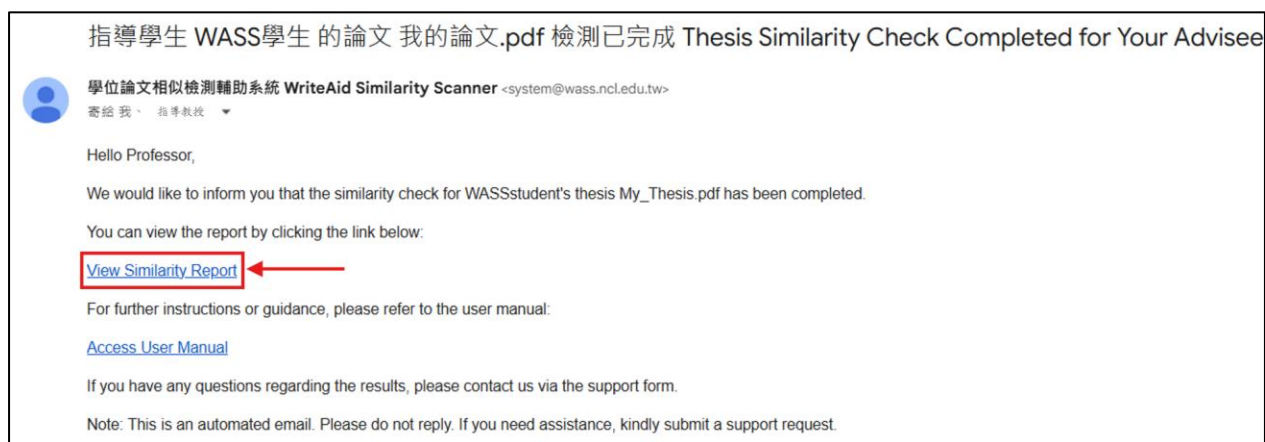 指導學生 WASS學生 的論文 我的論文.pdf 檢測已完成 Thesis Similarity Check Completed for Your Advisee
學位論文相似檢測輔助系統 WriteAid Similarity Scanner <system@wass.ncl.edu.tw>
寄給 我、 指導教授
Hello Professor,
We would like to inform you that the similarity check for WASSstudent's thesis My_Thesis.pdf has been completed.
You can view the report by clicking the link below:
View Similarity Report
For further instructions or guidance, please refer to the user manual:
Access User Manual
If you have any questions regarding the results, please contact us via the support form.
Note: This is an automated email. Please do not reply. If you need assistance, kindly submit a support request.